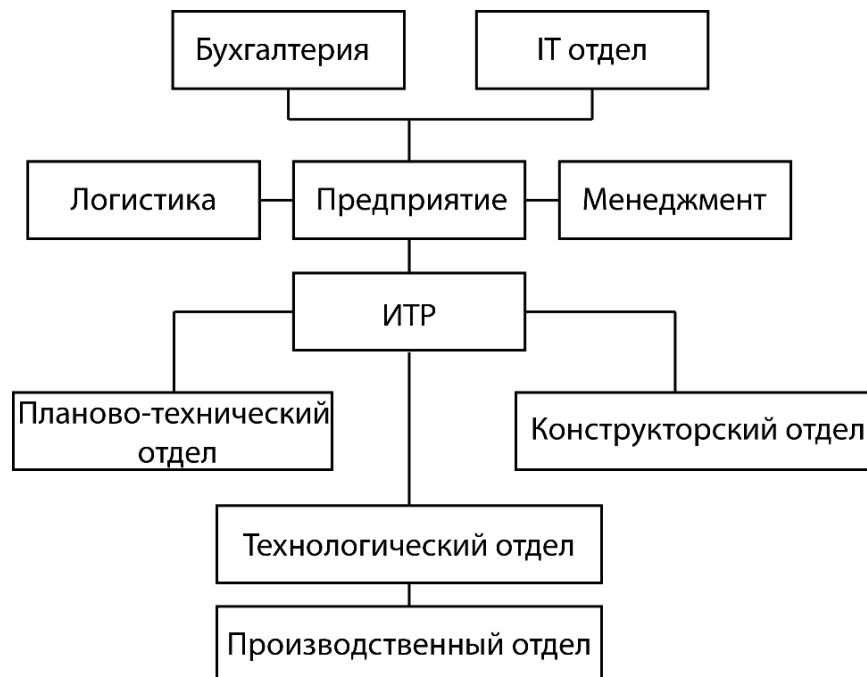 Бухгалтерия
IT отдел
Логистика
Предприятие
Менеджмент
ИТР
Планово-технический
отдел
Конструкторский отдел
Технологический отдел
Производственный отдел